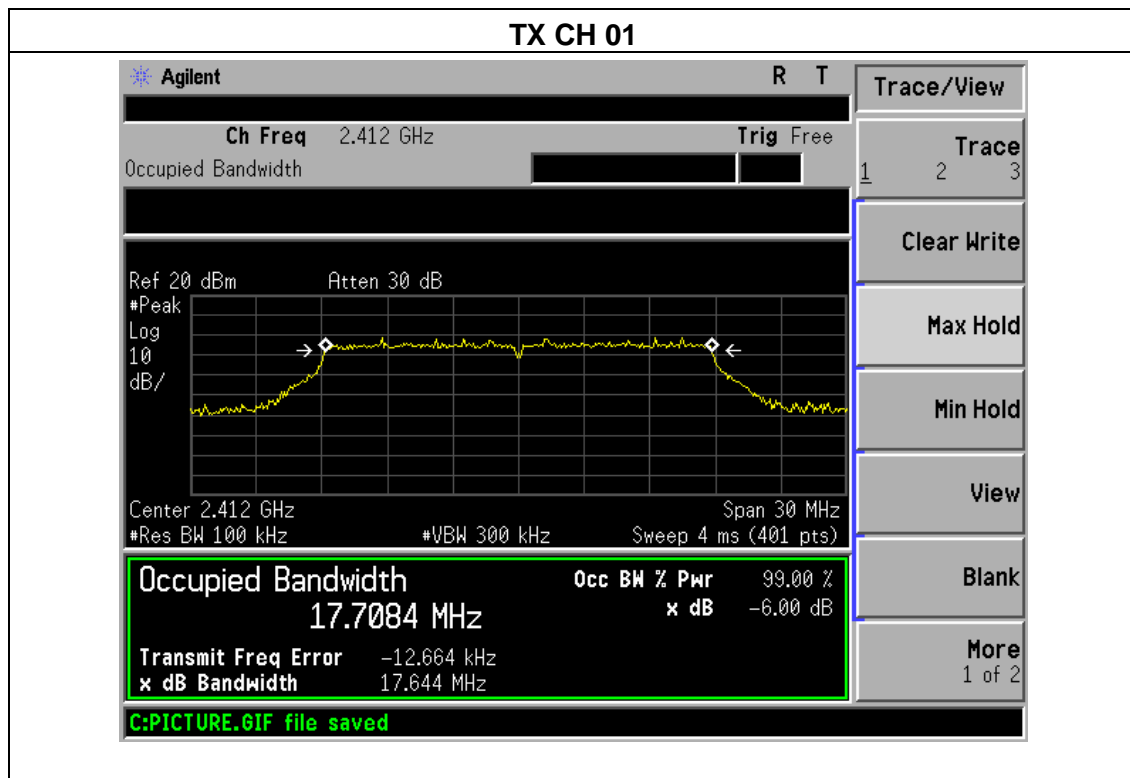 TX CH 01
Agilent R T
Trace/View
Ch Freq 2.412 GHz Trig Free
Occupied Bandwidth
Trace
1 2 3
Clear Write
Ref 20 dBm Atten 30 dB
#Peak
Log
10
dB/
Max Hold
Min Hold
Center 2.412 GHz Span 30 MHz
#Res BW 100 kHz #VBW 300 kHz Sweep 4 ms (401 pts)
View
Occupied Bandwidth Occ BW % Pwr 99.00 %
17.7084 MHz x dB -6.00 dB
Blank
Transmit Freq Error -12.664 kHz
x dB Bandwidth 17.644 MHz
More
1 of 2
C:PICTURE.GIF file saved